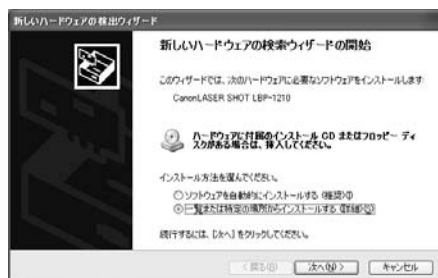 新しいハードウェアの検出ウィザード
新しいハードウェアの検索ウィザードの開始
このウィザードでは、次のハードウェアに必要なソフトウェアをインストールします:
CanonLASER SHOT LBP-1210
ハードウェアに付属のインストール CD またはフロッピー ディ
スクがある場合は、挿入してください。
インストール方法を選んでください。
ソフトウェアを自動的にインストールする (推奨)(I)
一覧または特定の場所からインストールする (詳細)(S)
続行するには、[次へ] をクリックしてください。
< 戻る(B)
次へ(N) >
キャンセル